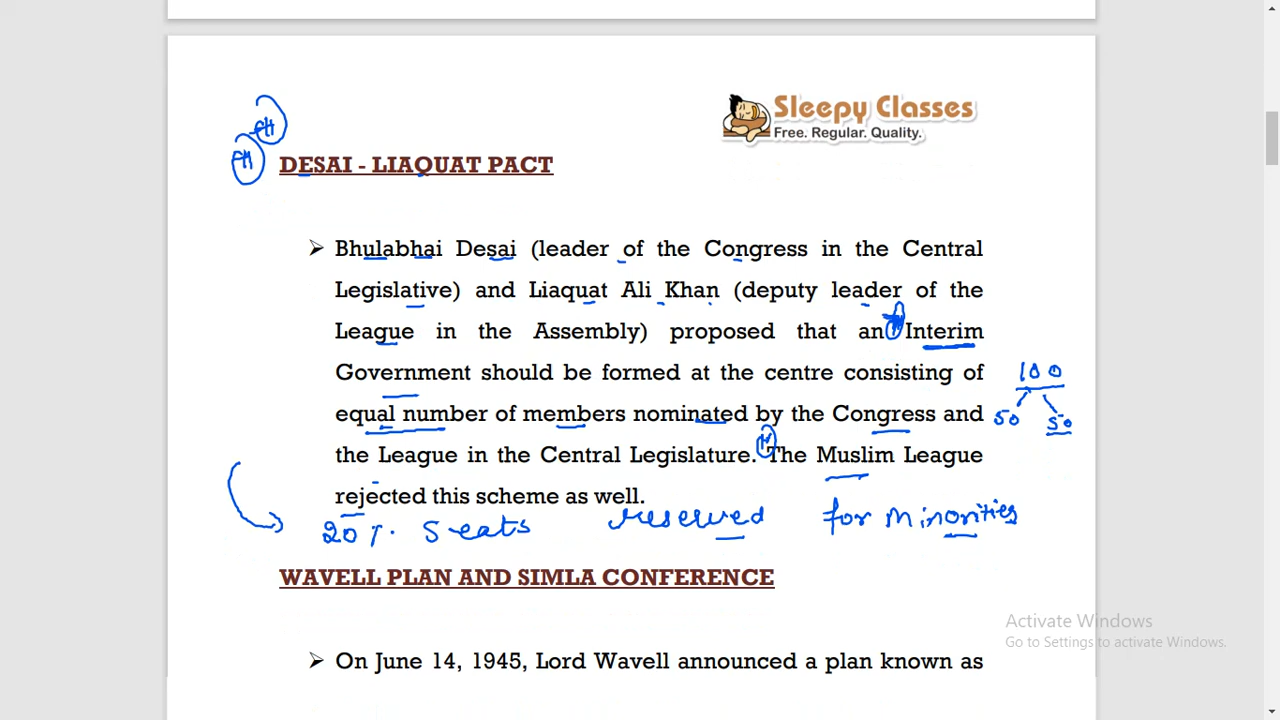 Sleepy Classes
Free. Regular. Quality.
DESAI - LIAQUAT PACT
➢ Bhulabhai Desai (leader of the Congress in the Central
Legislative) and Liaquat Ali Khan (deputy leader of the
League in the Assembly) proposed that an Interim
Government should be formed at the centre consisting of
100
equal number of members nominated by the Congress and
50 50
the League in the Central Legislature. The Muslim League
rejected this scheme as well.
20%. Seats reserved for minorities
WAVELL PLAN AND SIMLA CONFERENCE
Activate Windows
Go to Settings to activate Windows.
➢ On June 14, 1945, Lord Wavell announced a plan known as